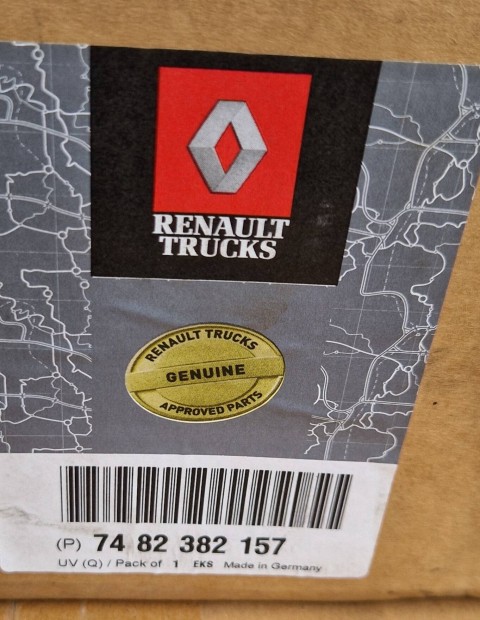 RENAULT
TRUCKS
RENAULT TRUCKS
GENUINE
APPROVED PARTS
(P) 74 82 382 157
UV (Q) / Pack of 1 EKS Made in Germany